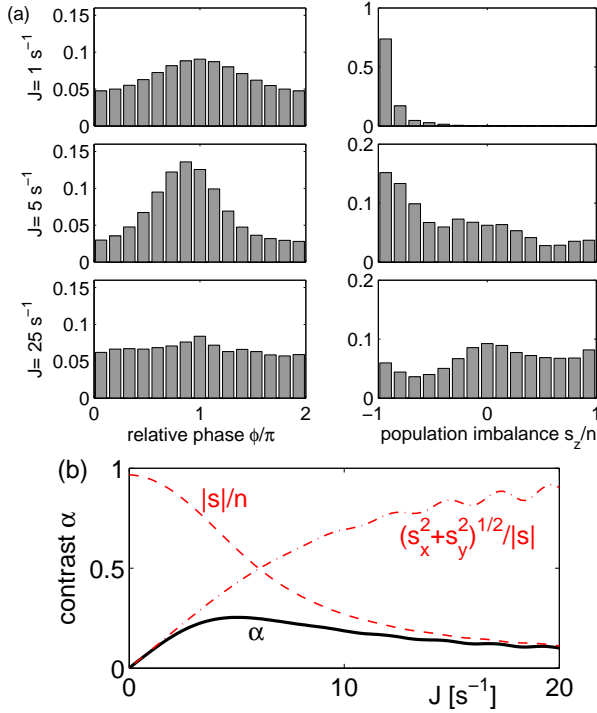 (a)
0.15
0.1
0.05
0
J= 1 s⁻¹
1
0.5
0
0.15
0.1
0.05
0
J= 5 s⁻¹
0.2
0.1
0
0.15
0.1
0.05
0
J= 25 s⁻¹
0 1 2
relative phase ϕ/π
0.2
0.1
0
-1 0 1
population imbalance s_z/n
(b)
1
0.5
0
contrast α
|s|/n
(s_x²+s_y²)^1/2/|s|
α
0 10 20
J [s⁻¹]